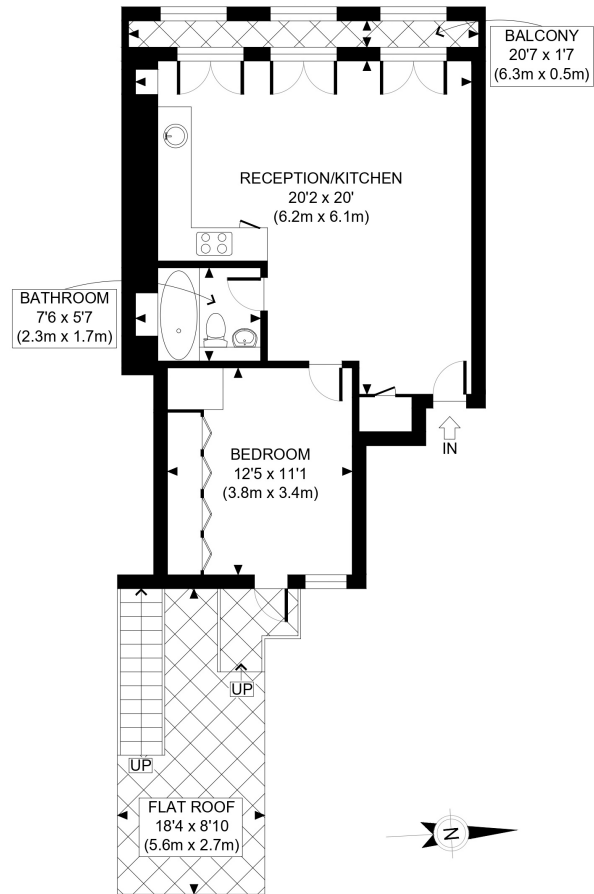 BALCONY
20'7 x 1'7
(6.3m x 0.5m)
RECEPTION/KITCHEN
20'2 x 20'
(6.2m x 6.1m)
BATHROOM
7'6 x 5'7
(2.3m x 1.7m)
IN
BEDROOM
12'5 x 11'1
(3.8m x 3.4m)
UP
UP
FLAT ROOF
18'4 x 8'10
(5.6m x 2.7m)
N